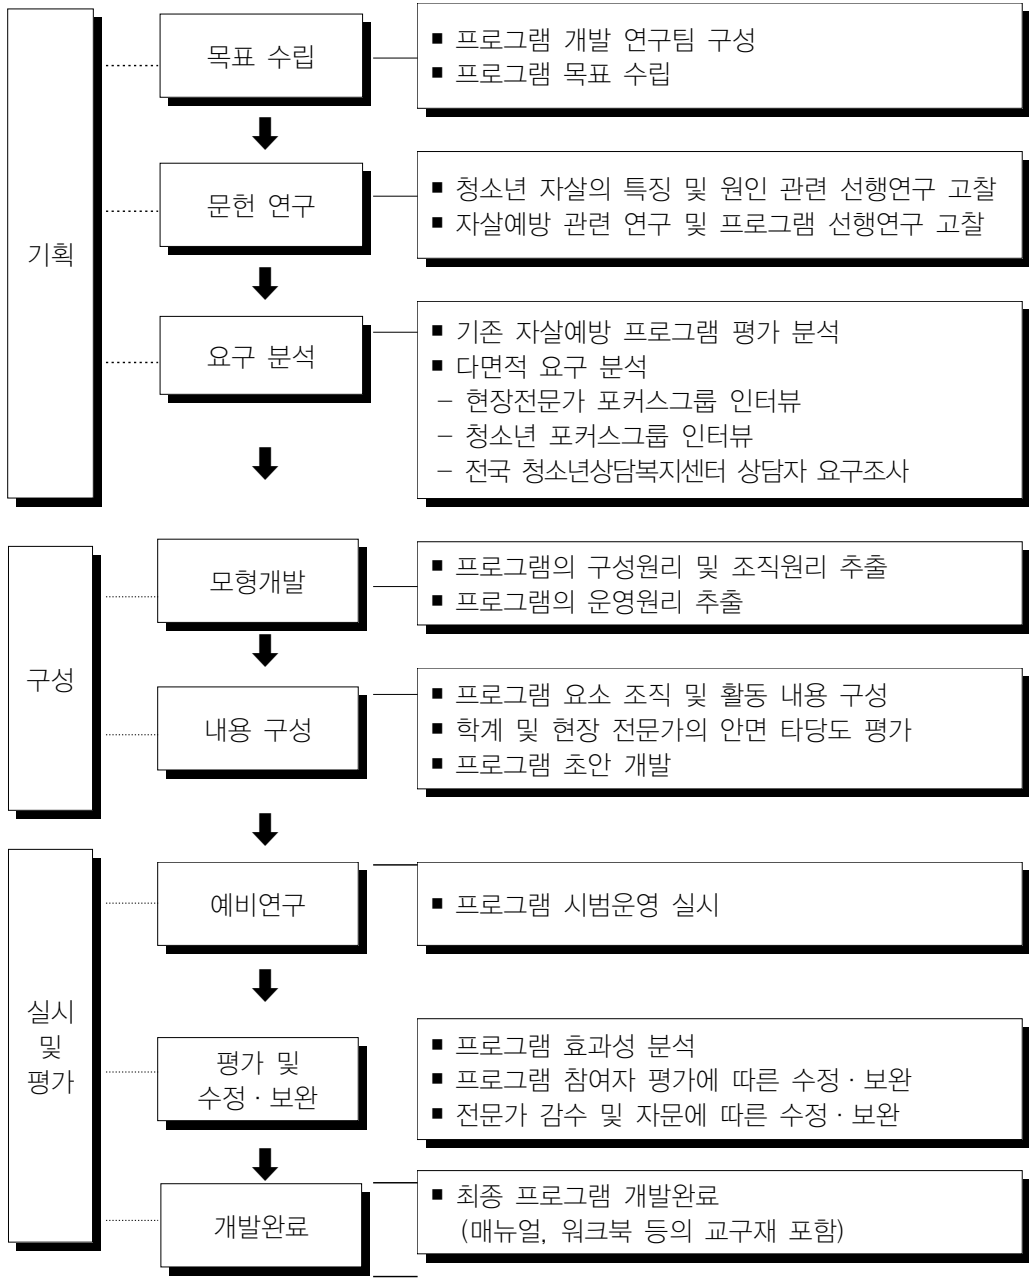 기획
목표 수립
■ 프로그램 개발 연구팀 구성
■ 프로그램 목표 수립
문헌 연구
■ 청소년 자살의 특징 및 원인 관련 선행연구 고찰
■ 자살예방 관련 연구 및 프로그램 선행연구 고찰
요구 분석
■ 기존 자살예방 프로그램 평가 분석
■ 다면적 요구 분석
– 현장전문가 포커스그룹 인터뷰
– 청소년 포커스그룹 인터뷰
– 전국 청소년상담복지센터 상담자 요구조사
구성
모형개발
■ 프로그램의 구성원리 및 조직원리 추출
■ 프로그램의 운영원리 추출
내용 구성
■ 프로그램 요소 조직 및 활동 내용 구성
■ 학계 및 현장 전문가의 안면 타당도 평가
■ 프로그램 초안 개발
실시
및
평가
예비연구
■ 프로그램 시범운영 실시
평가 및
수정 · 보완
■ 프로그램 효과성 분석
■ 프로그램 참여자 평가에 따른 수정 · 보완
■ 전문가 감수 및 자문에 따른 수정 · 보완
개발완료
■ 최종 프로그램 개발완료
(매뉴얼, 워크북 등의 교구재 포함)